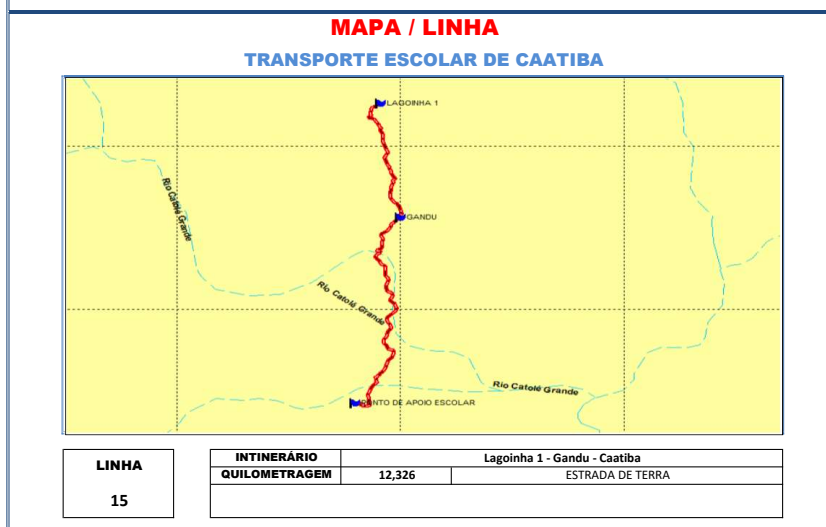 MAPA / LINHA
TRANSPORTE ESCOLAR DE CAATIBA
LAGOINHA 1
Rio Catolé Grande
GANDU
Rio Catolé Grande
Rio Catolé Grande
PONTO DE APOIO ESCOLAR
LINHA
15
INTINERÁRIO Lagoinha 1 - Gandu - Caatiba
QUILOMETRAGEM 12,326 ESTRADA DE TERRA